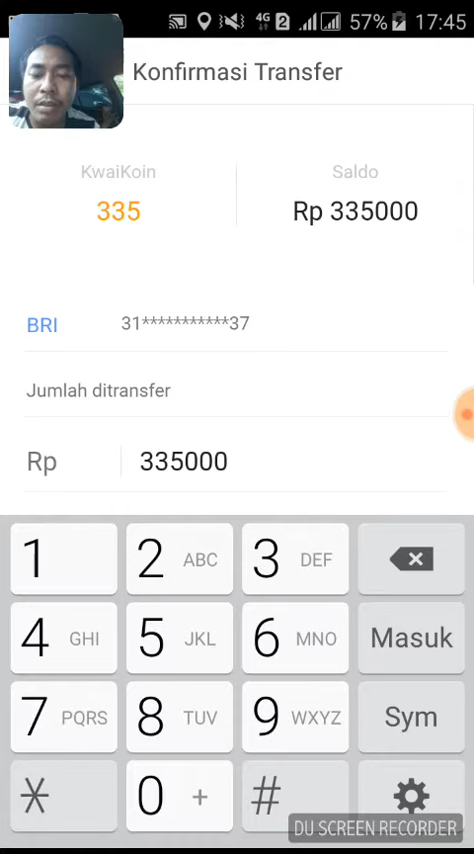 4G 2 57% 17:45
Konfirmasi Transfer
KwaiKoin Saldo
335 Rp 335000
BRI 31***********37
Jumlah ditransfer
Rp 335000
1 2 ABC 3 DEF
4 GHI 5 JKL 6 MNO Masuk
7 PQRS 8 TUV 9 WXYZ Sym
* 0 + #
DU SCREEN RECORDER